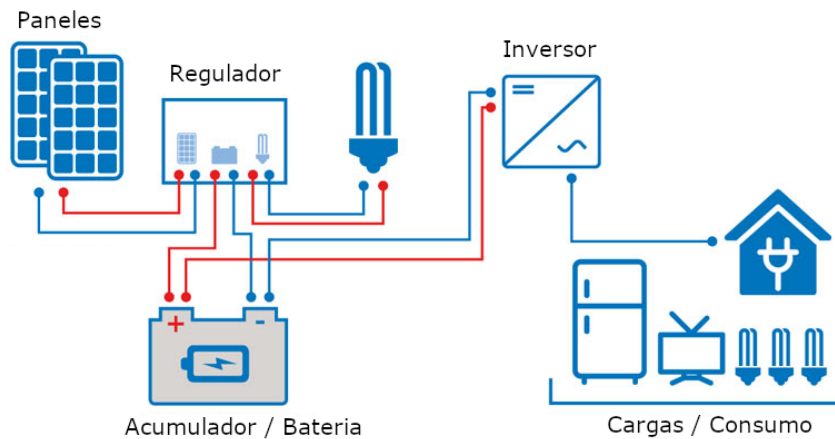 Paneles
Regulador
Inversor
+ -
Acumulador / Bateria
Cargas / Consumo